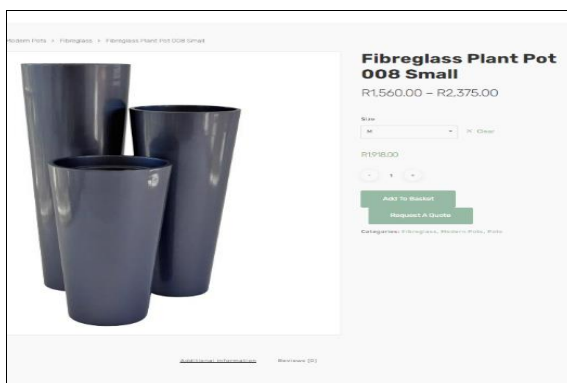 Modern Pots > Fibreglass > Fibreglass Plant Pot 008 Small
Fibreglass Plant Pot
008 Small
R1,560.00 – R2,375.00
Size
M
× Clear
R1,918.00
- 1 +
Add To Basket
Request A Quote
Categories: Fibreglass, Modern Pots, Pots
Additional information Reviews (0)